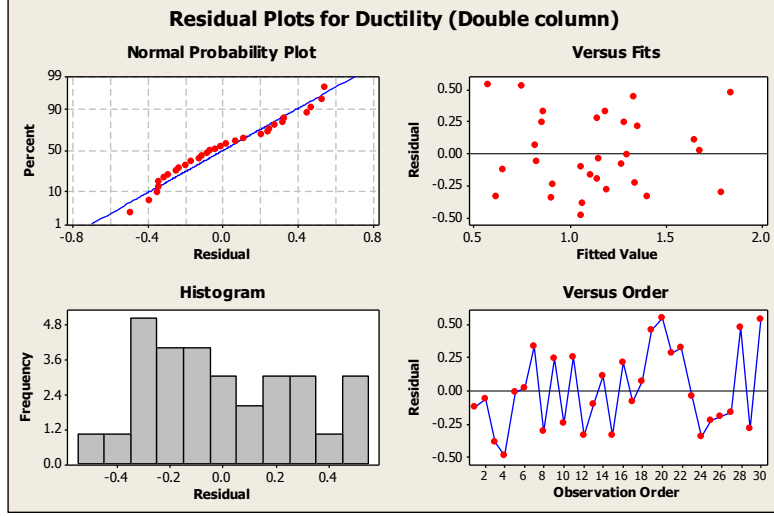 Residual Plots for Ductility (Double column)
Normal Probability Plot
99
90
50
10
1
Percent
-0.8
-0.4
0.0
0.4
0.8
Residual
Versus Fits
0.50
0.25
0.00
-0.25
-0.50
Residual
0.5
1.0
1.5
2.0
Fitted Value
Histogram
4.8
3.6
2.4
1.2
0.0
Frequency
-0.4
-0.2
0.0
0.2
0.4
Residual
Versus Order
0.50
0.25
0.00
-0.25
-0.50
Residual
2 4 6 8 10 12 14 16 18 20 22 24 26 28 30
Observation Order